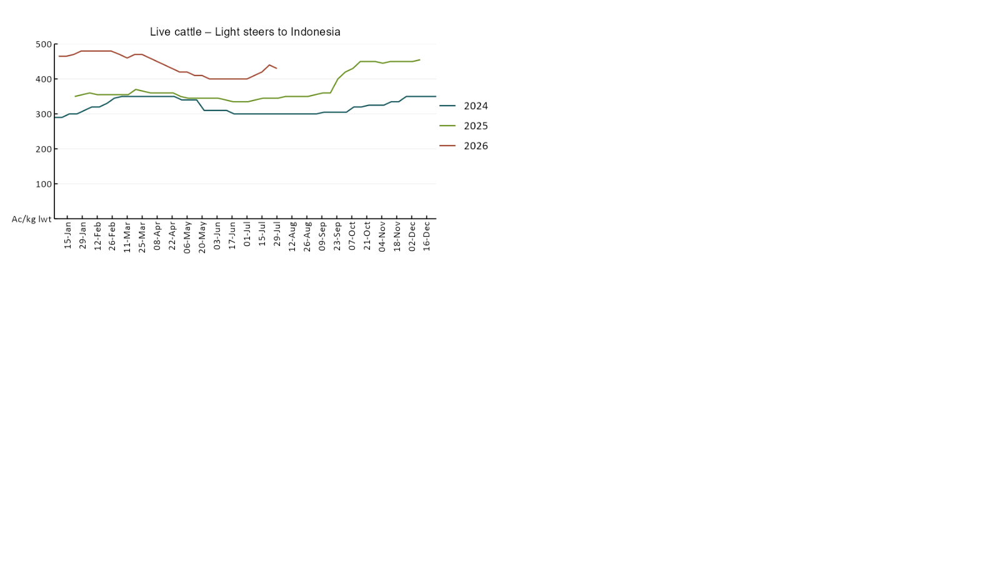 Live cattle – Light steers to Indonesia
500
400
300
200
100
Ac/kg lwt
15-Jan
29-Jan
12-Feb
26-Feb
11-Mar
25-Mar
08-Apr
22-Apr
06-May
20-May
03-Jun
17-Jun
01-Jul
15-Jul
29-Jul
12-Aug
26-Aug
09-Sep
23-Sep
07-Oct
21-Oct
04-Nov
18-Nov
02-Dec
16-Dec
2024
2025
2026